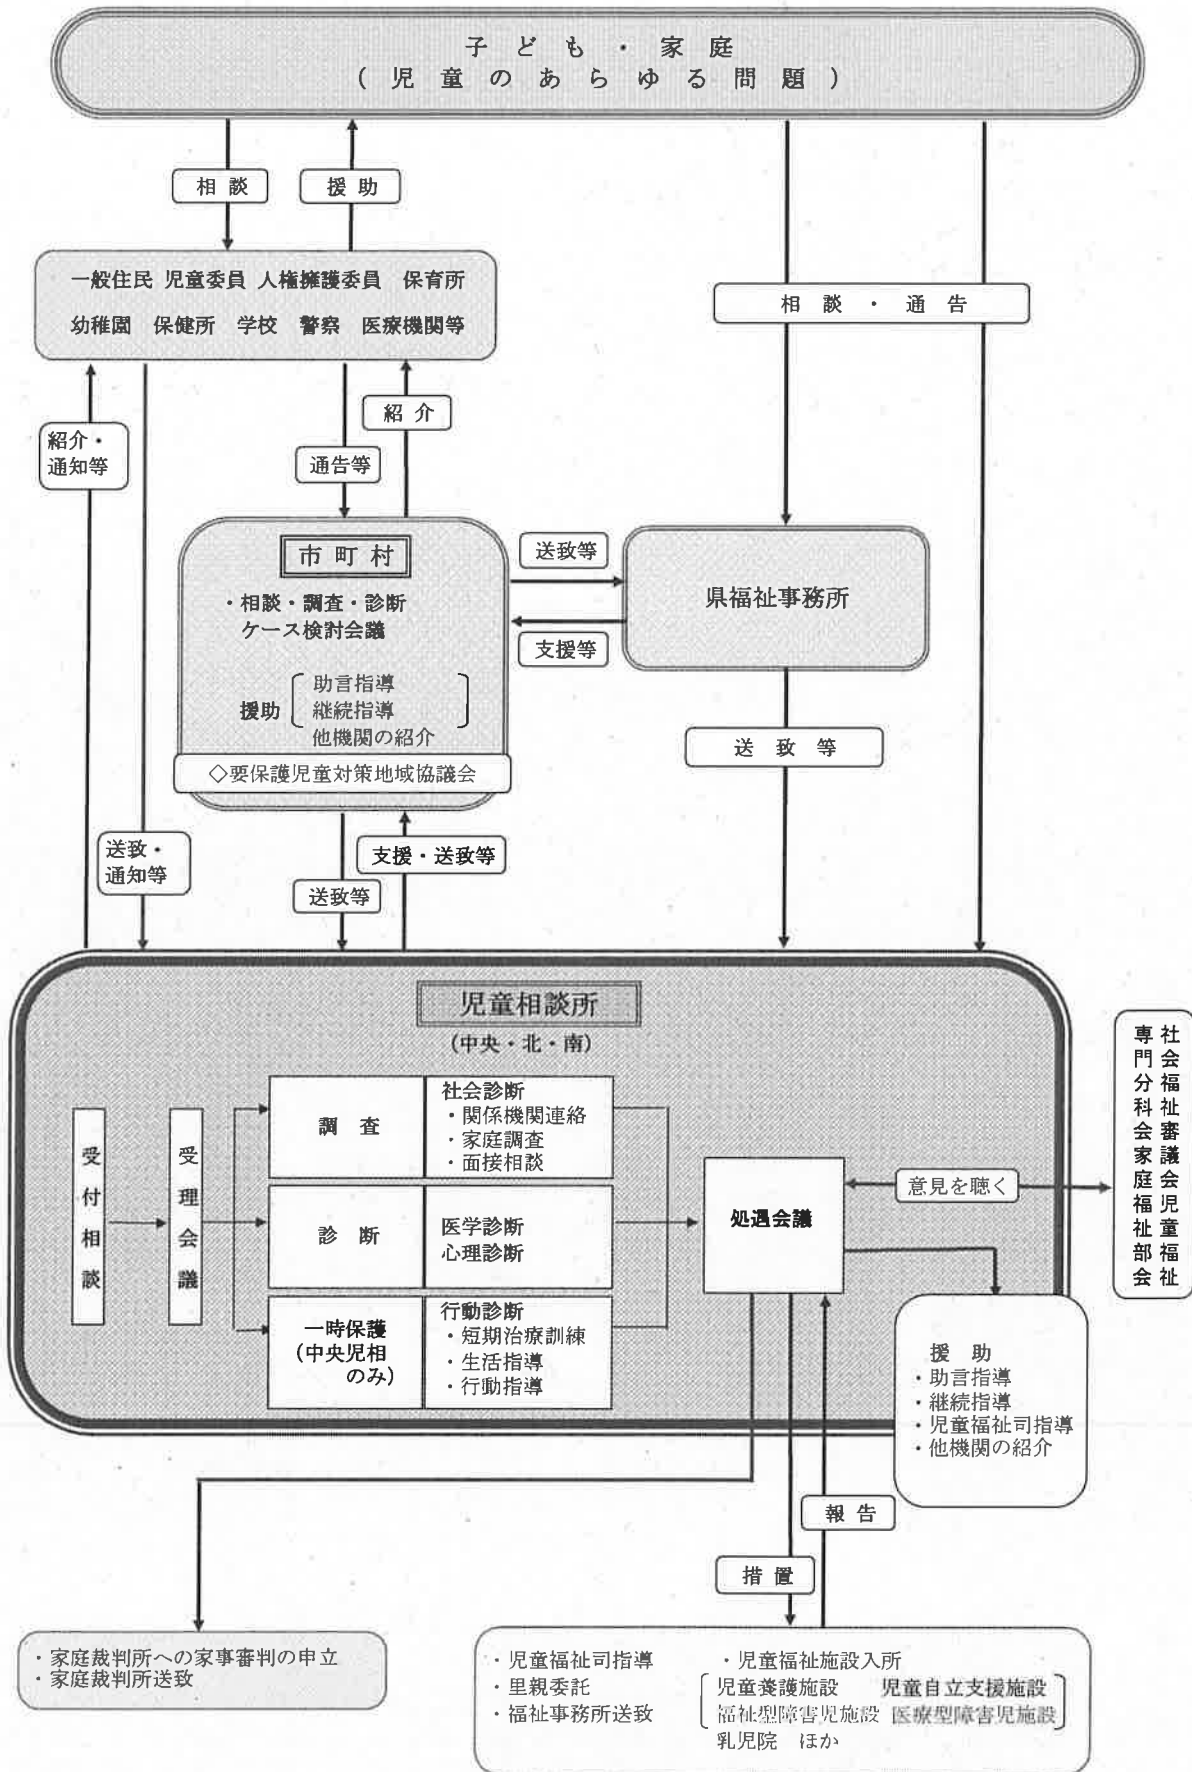 子ども・家庭
(児童のあらゆる問題)
相談
援助
一般住民 児童委員 人権擁護委員 保育所
幼稚園 保健所 学校 警察 医療機関等
相談・通告
紹介・
通知等
通告等
紹介
市町村
・相談・調査・診断
ケース検討会議
援助
助言指導
継続指導
他機関の紹介
◇要保護児童対策地域協議会
送致等
支援等
県福祉事務所
送致等
送致・
通知等
送致等
支援・送致等
児童相談所
(中央・北・南)
受付相談
受理会議
調査
社会診断
・関係機関連絡
・家庭調査
・面接相談
診断
医学診断
心理診断
一時保護
(中央児相
のみ)
行動診断
・短期治療訓練
・生活指導
・行動指導
処遇会議
意見を聴く
社会福祉審議会児童福祉
専門分科会家庭福祉部会
援助
・助言指導
・継続指導
・児童福祉司指導
・他機関の紹介
報告
措置
・家庭裁判所への家事審判の申立
・家庭裁判所送致
・児童福祉司指導
・里親委託
・福祉事務所送致
・児童福祉施設入所
児童養護施設 児童自立支援施設
福祉型障害児施設 医療型障害児施設
乳児院 ほか